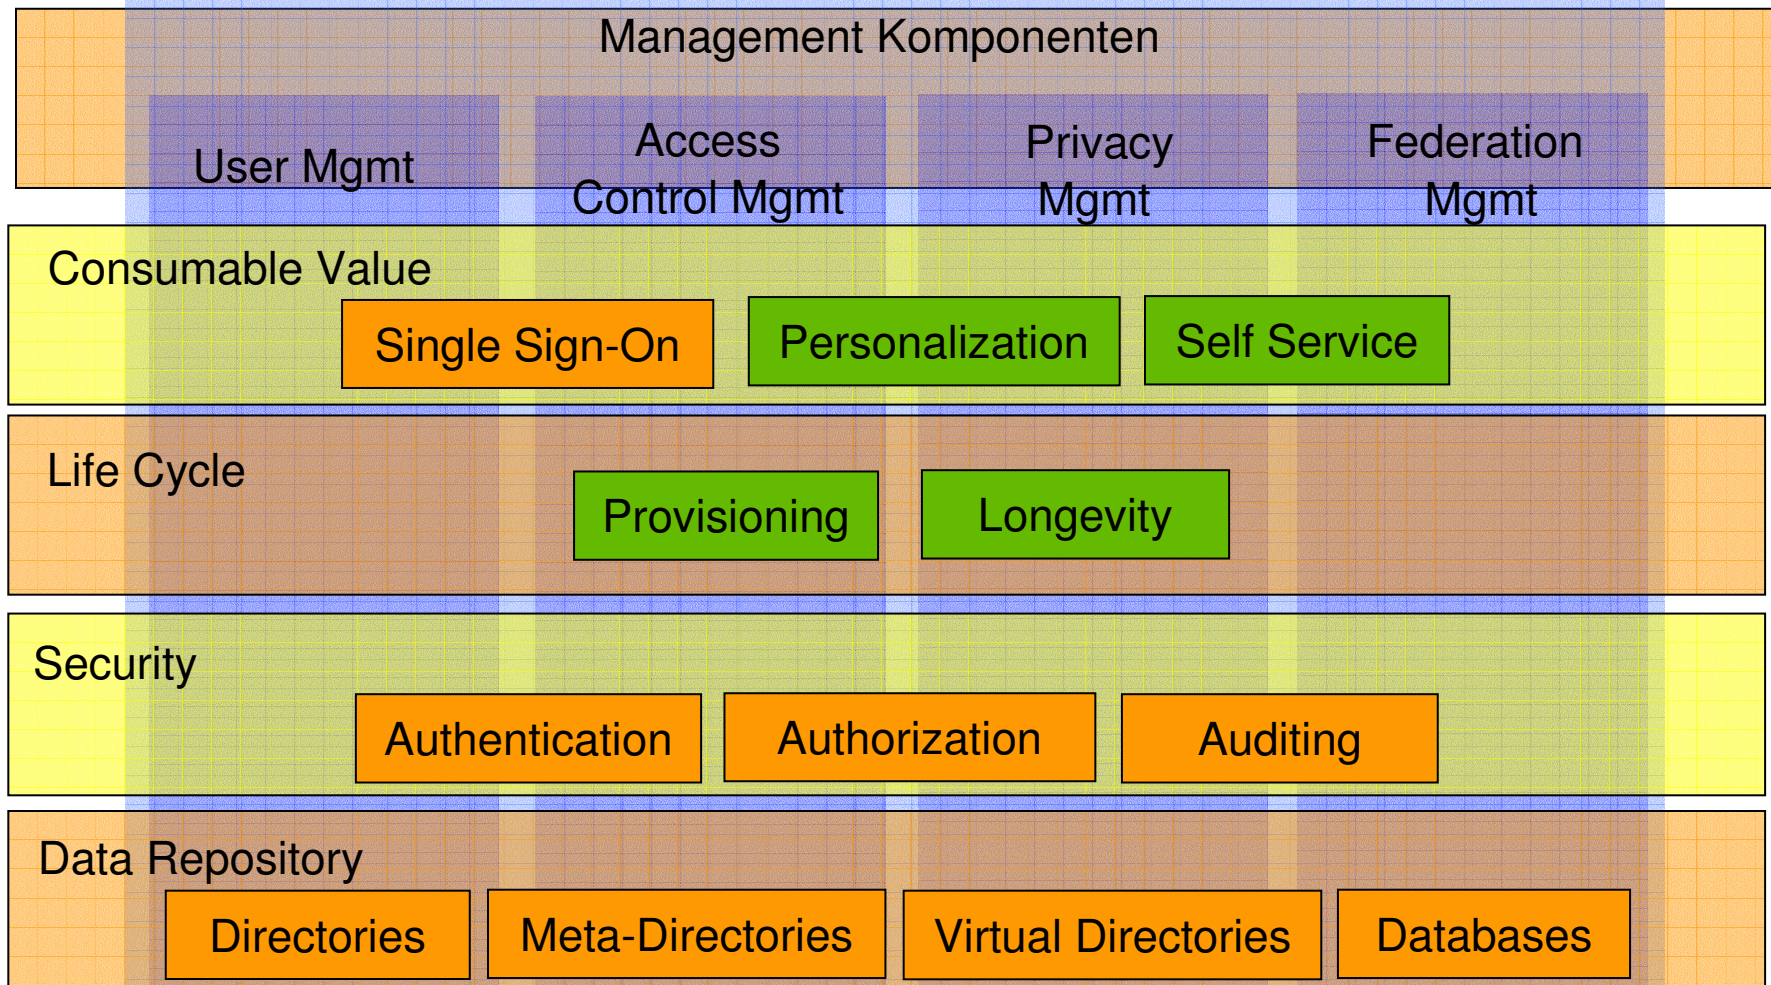 Management Komponenten
User Mgmt
Access
Control Mgmt
Privacy
Mgmt
Federation
Mgmt
Consumable Value
Single Sign-On
Personalization
Self Service
Life Cycle
Provisioning
Longevity
Security
Authentication
Authorization
Auditing
Data Repository
Directories
Meta-Directories
Virtual Directories
Databases